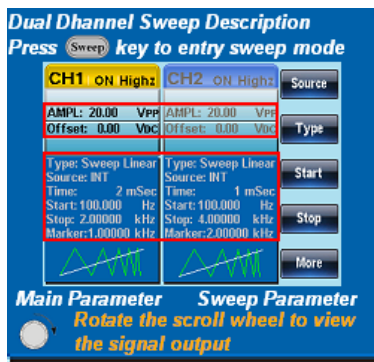 Dual Dhannel Sweep Description
Press Sweep key to entry sweep mode
CH1 ON Highz CH2 ON Highz Source
AMPL: 20.00 VPP AMPL: 20.00 VPP
Offset: 0.00 VDC Offset: 0.00 VDC Type
Type: Sweep Linear Type: Sweep Linear
Source: INT Source: INT Start
Time: 2 mSec Time: 1 mSec
Start: 100.000 Hz Start: 100.000 Hz
Stop: 2.00000 kHz Stop: 4.00000 kHz Stop
Marker:1.00000 kHz Marker:2.00000 kHz
More
Main Parameter Sweep Parameter
Rotate the scroll wheel to view
the signal output